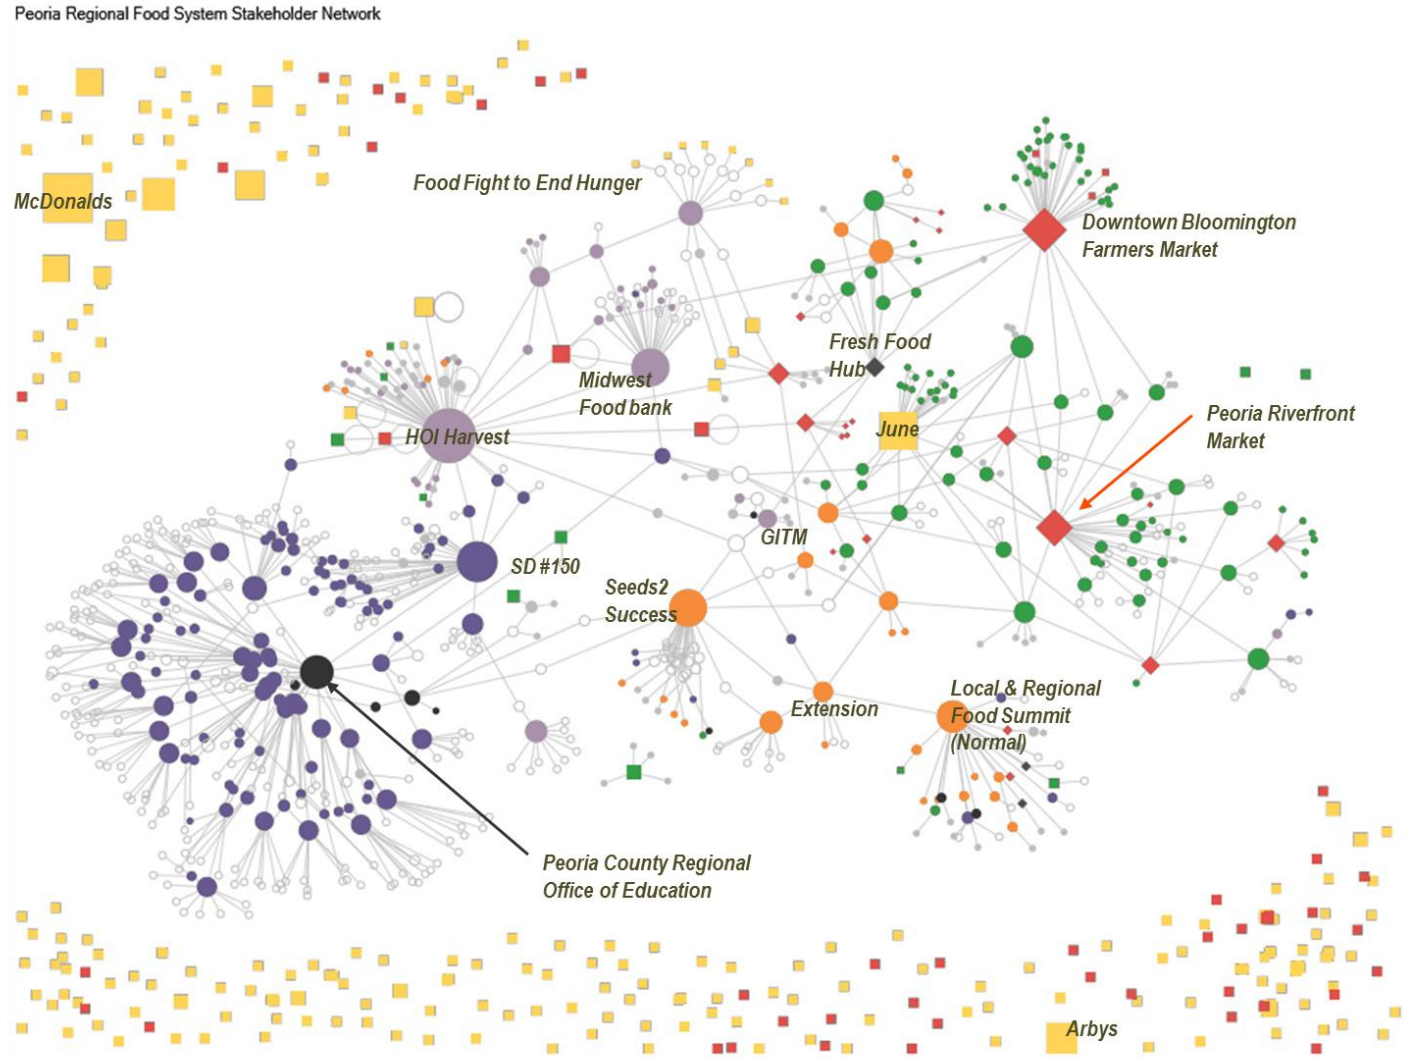 Peoria Regional Food System Stakeholder Network
McDonalds
Food Fight to End Hunger
Downtown Bloomington
Farmers Market
Fresh Food
Hub
Midwest
Food bank
HOI Harvest
June
Peoria Riverfront
Market
GITM
SD #150
Seeds2
Success
Extension
Local & Regional
Food Summit
(Normal)
Peoria County Regional
Office of Education
Arbys